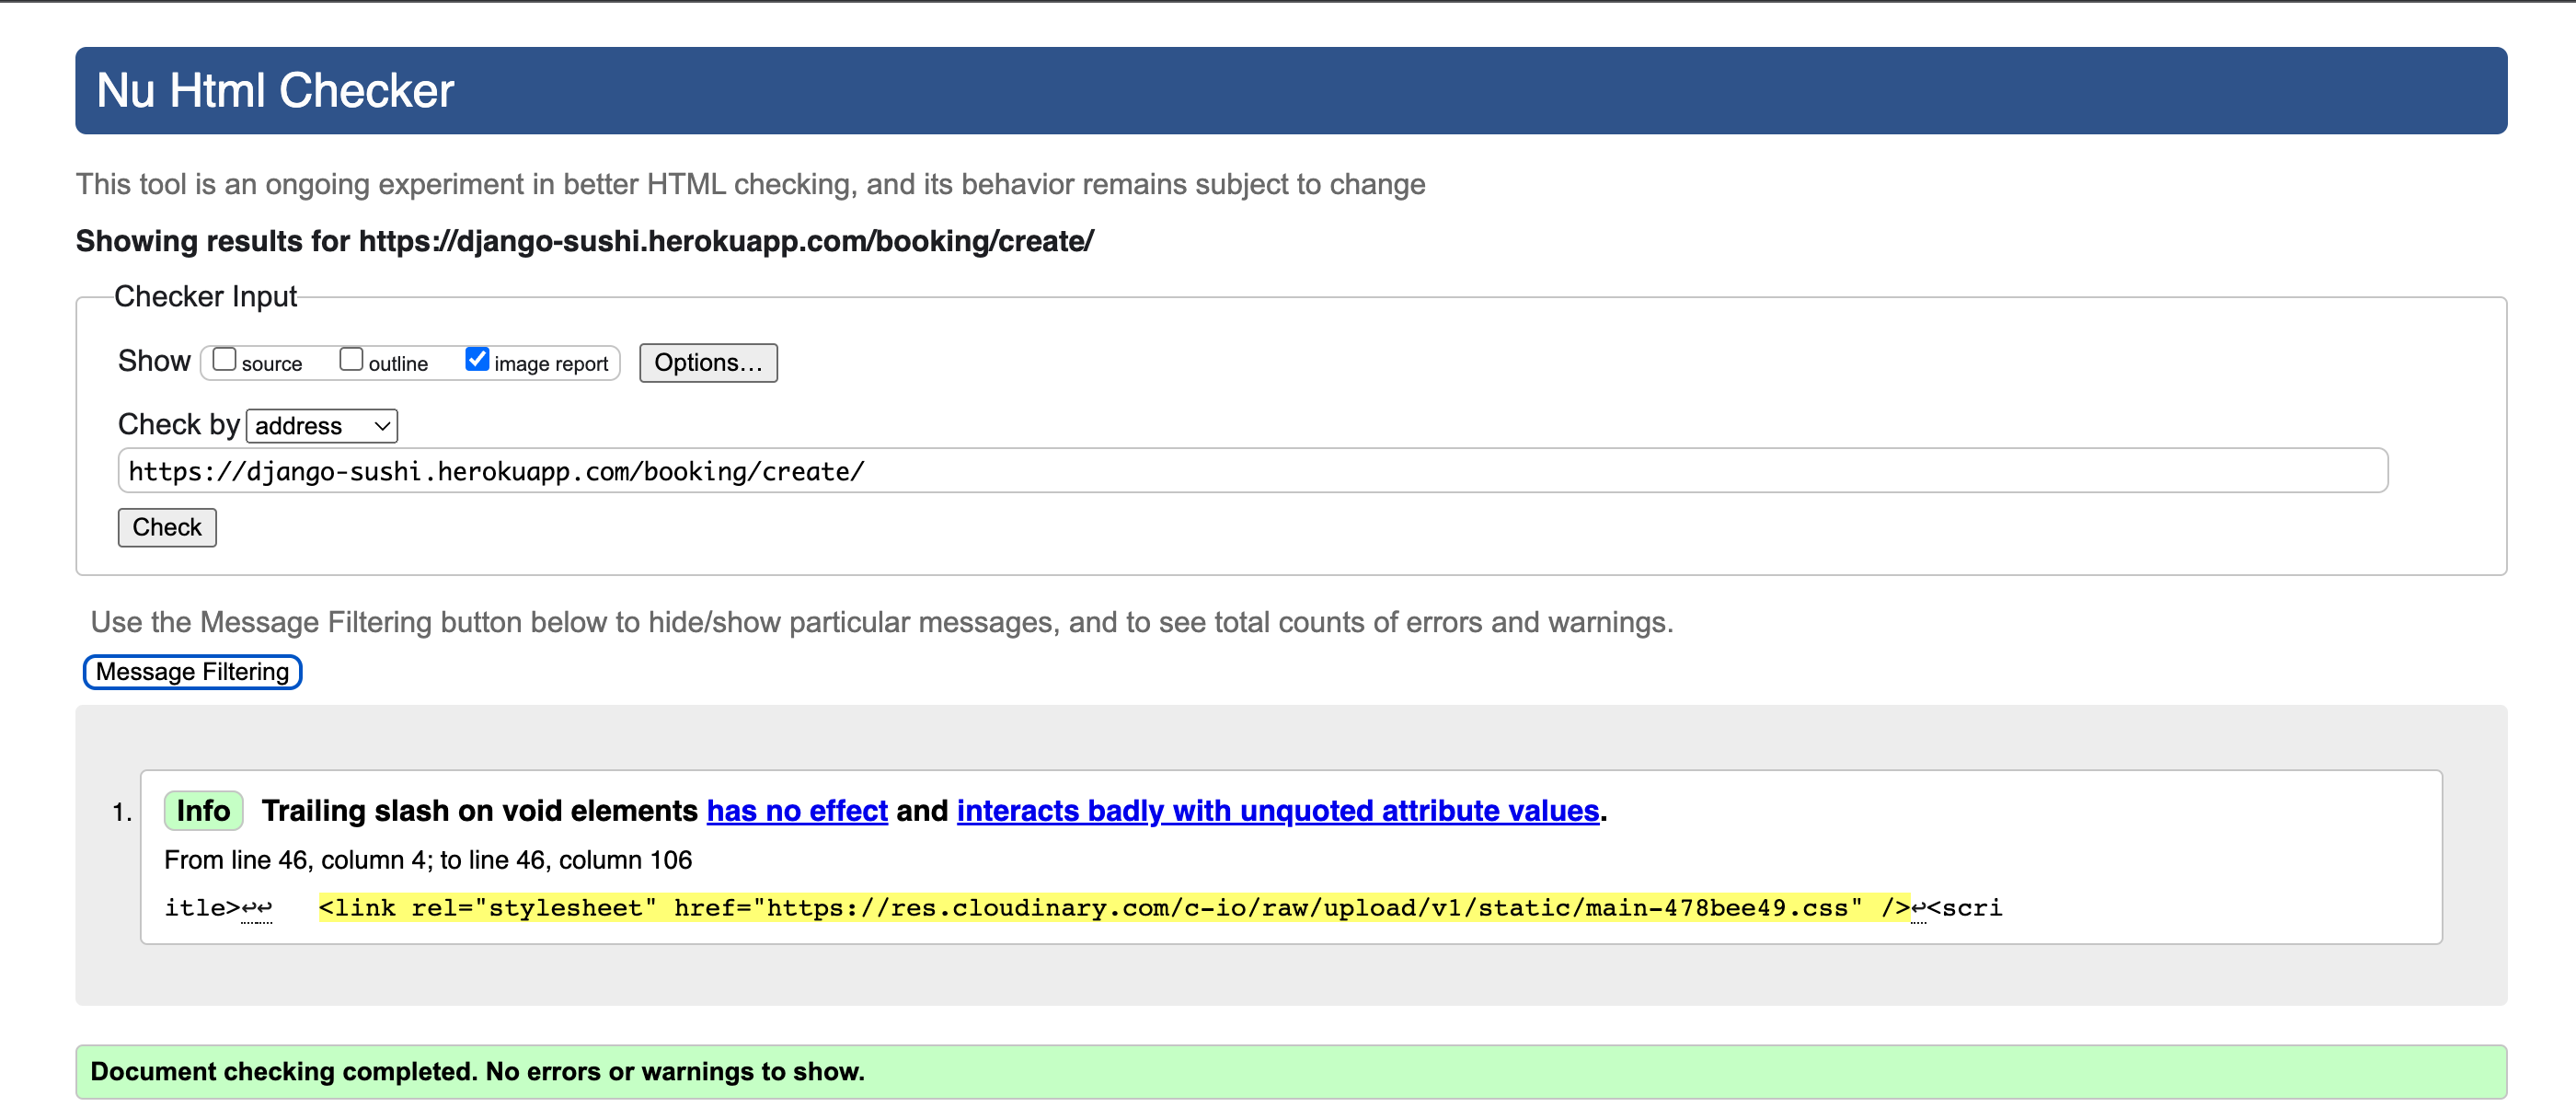 Nu Html Checker
This tool is an ongoing experiment in better HTML checking, and its behavior remains subject to change
Showing results for https://django-sushi.herokuapp.com/booking/create/
Checker Input
Show source outline image report Options...
Check by address
https://django-sushi.herokuapp.com/booking/create/
Check
Use the Message Filtering button below to hide/show particular messages, and to see total counts of errors and warnings.
Message Filtering
1. Info Trailing slash on void elements has no effect and interacts badly with unquoted attribute values.
From line 46, column 4; to line 46, column 106
itle>↩↩ <link rel="stylesheet" href="https://res.cloudinary.com/c-io/raw/upload/v1/static/main-478bee49.css" />↩<scri
Document checking completed. No errors or warnings to show.